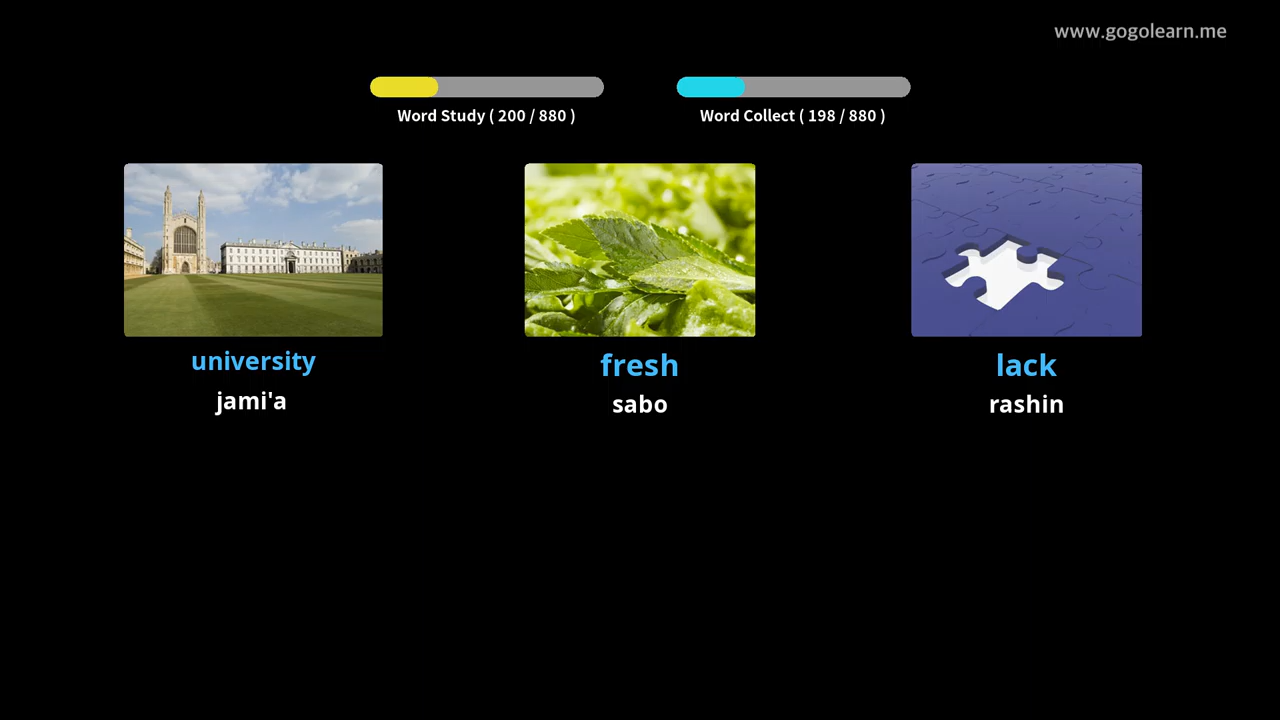 www.gogolearn.me
Word Study ( 200 / 880 )
Word Collect ( 198 / 880 )
university
jami'a
fresh
sabo
lack
rashin